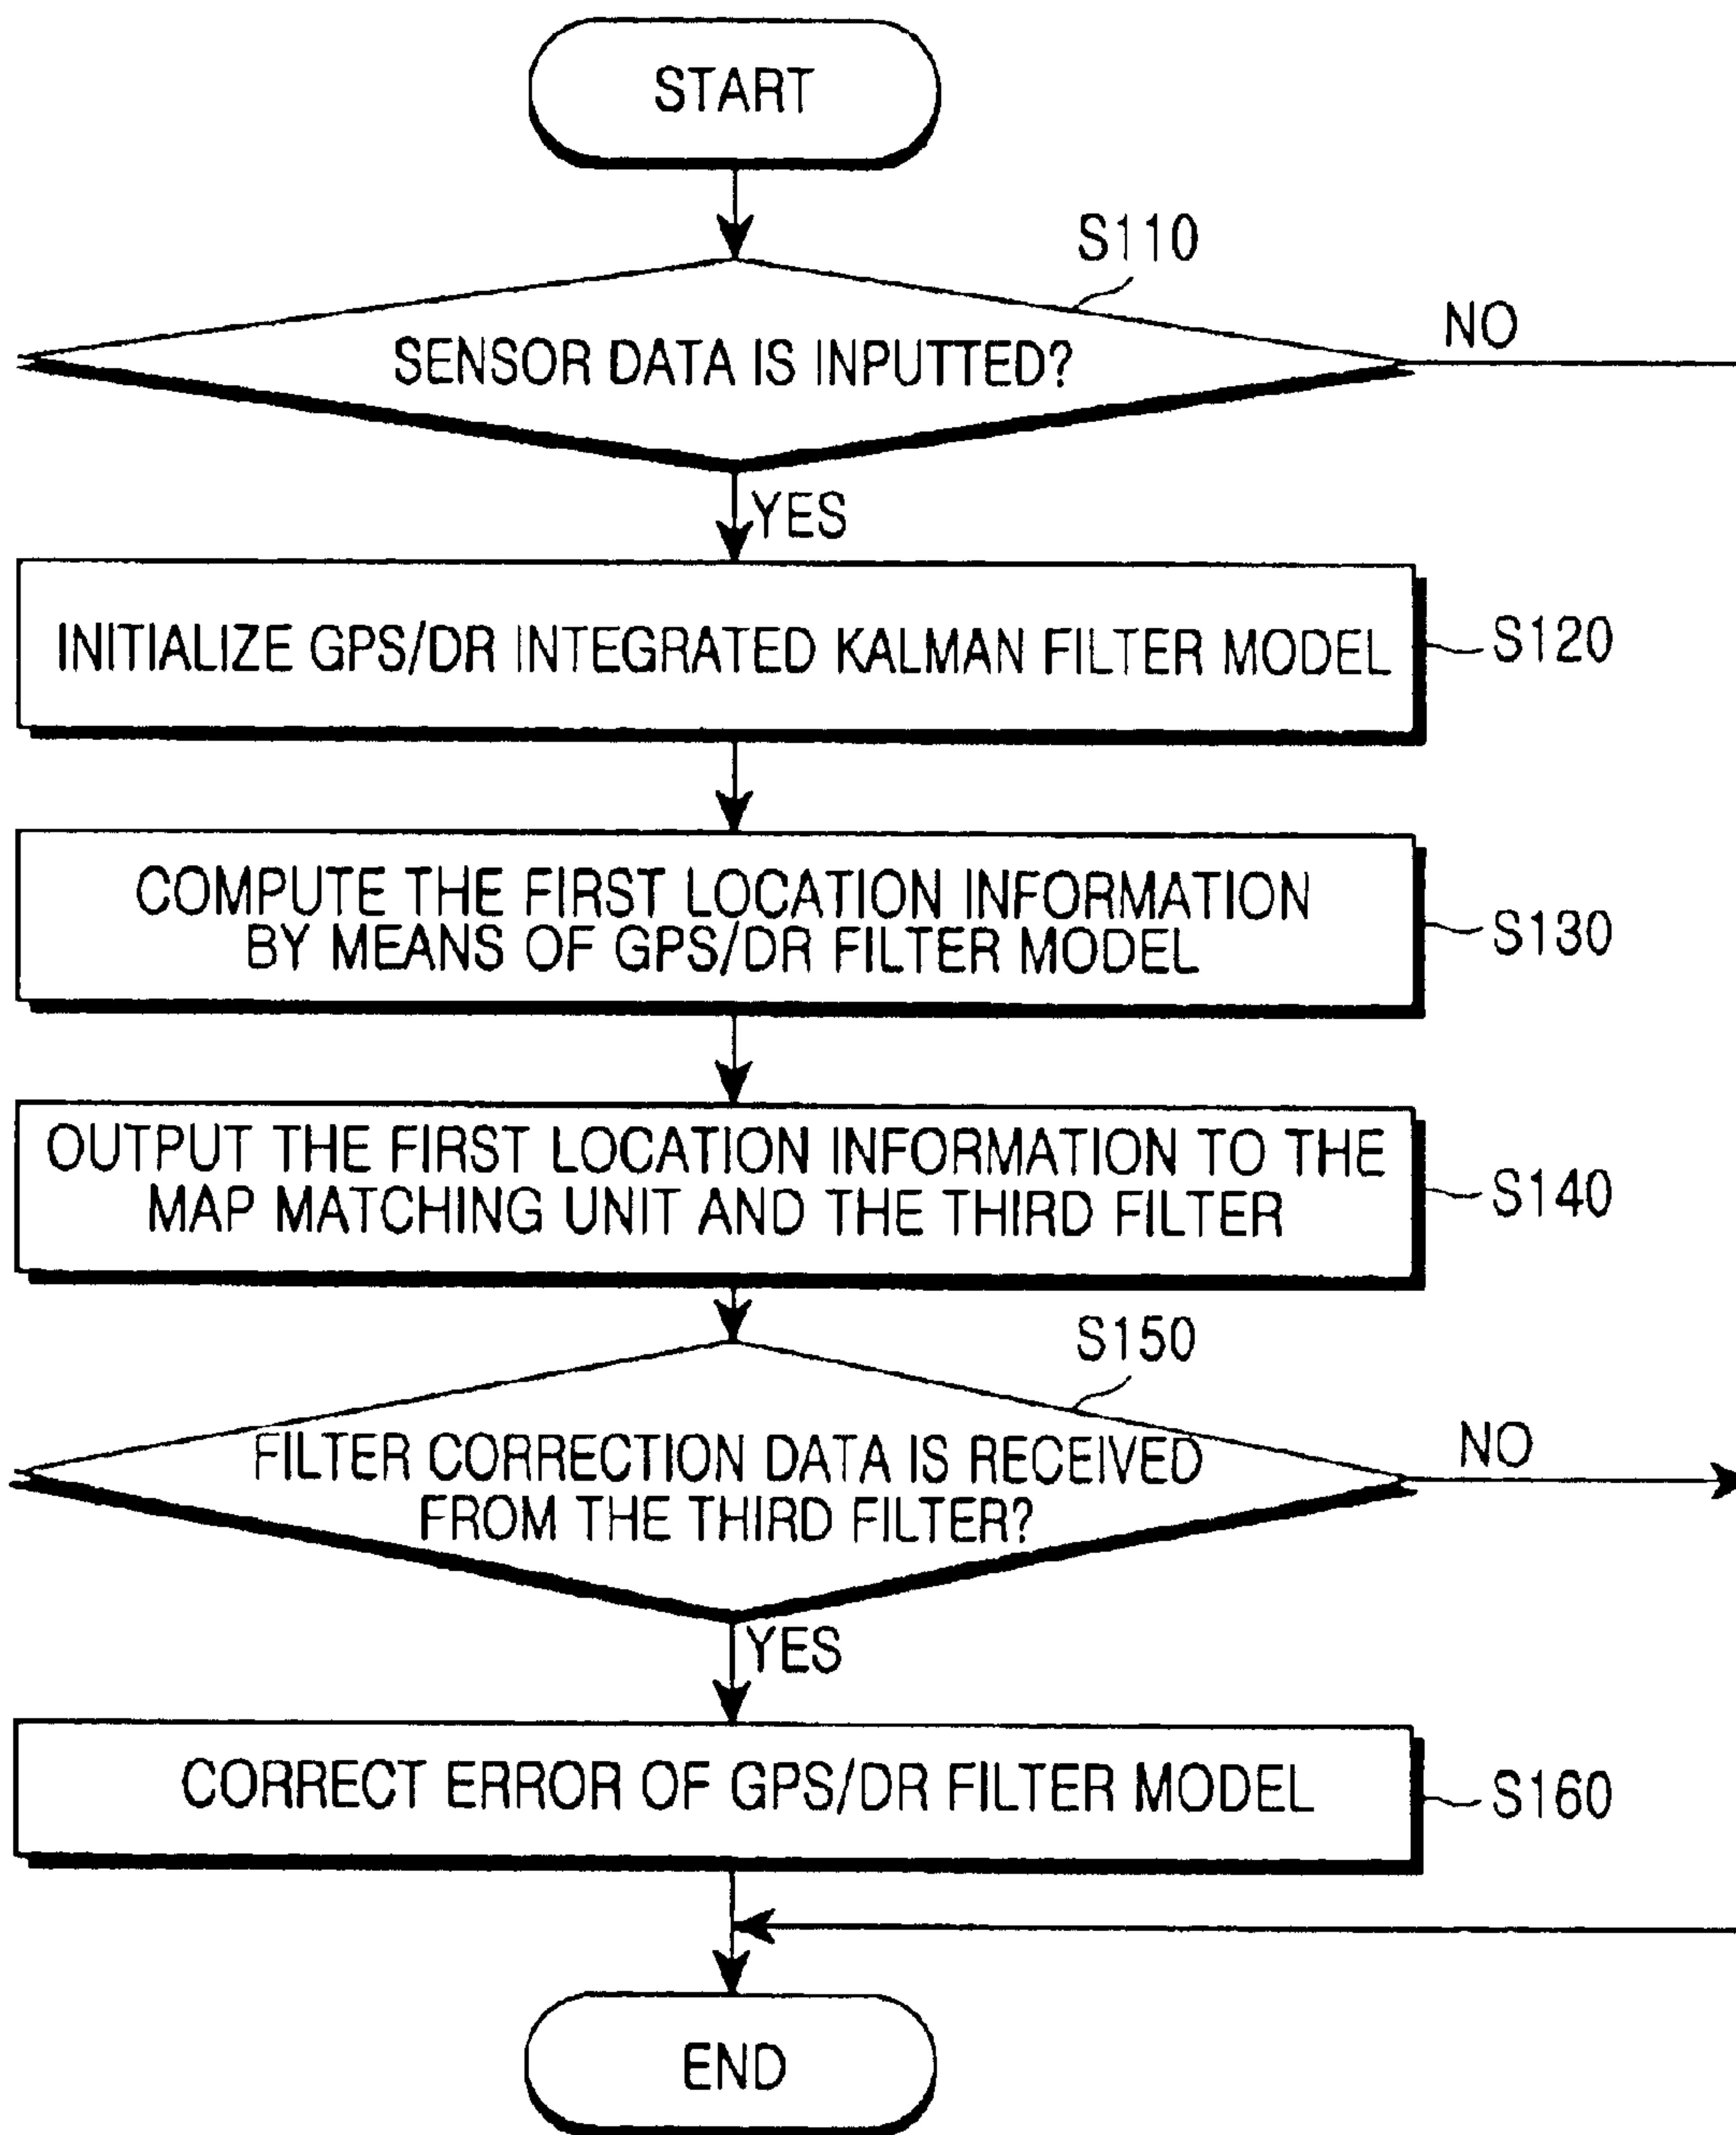 START
S110
SENSOR DATA IS INPUTTED?
NO
YES
INITIALIZE GPS/DR INTEGRATED KALMAN FILTER MODEL
S120
COMPUTE THE FIRST LOCATION INFORMATION
BY MEANS OF GPS/DR FILTER MODEL
S130
OUTPUT THE FIRST LOCATION INFORMATION TO THE
MAP MATCHING UNIT AND THE THIRD FILTER
S140
S150
FILTER CORRECTION DATA IS RECEIVED
FROM THE THIRD FILTER?
NO
YES
CORRECT ERROR OF GPS/DR FILTER MODEL
S160
END